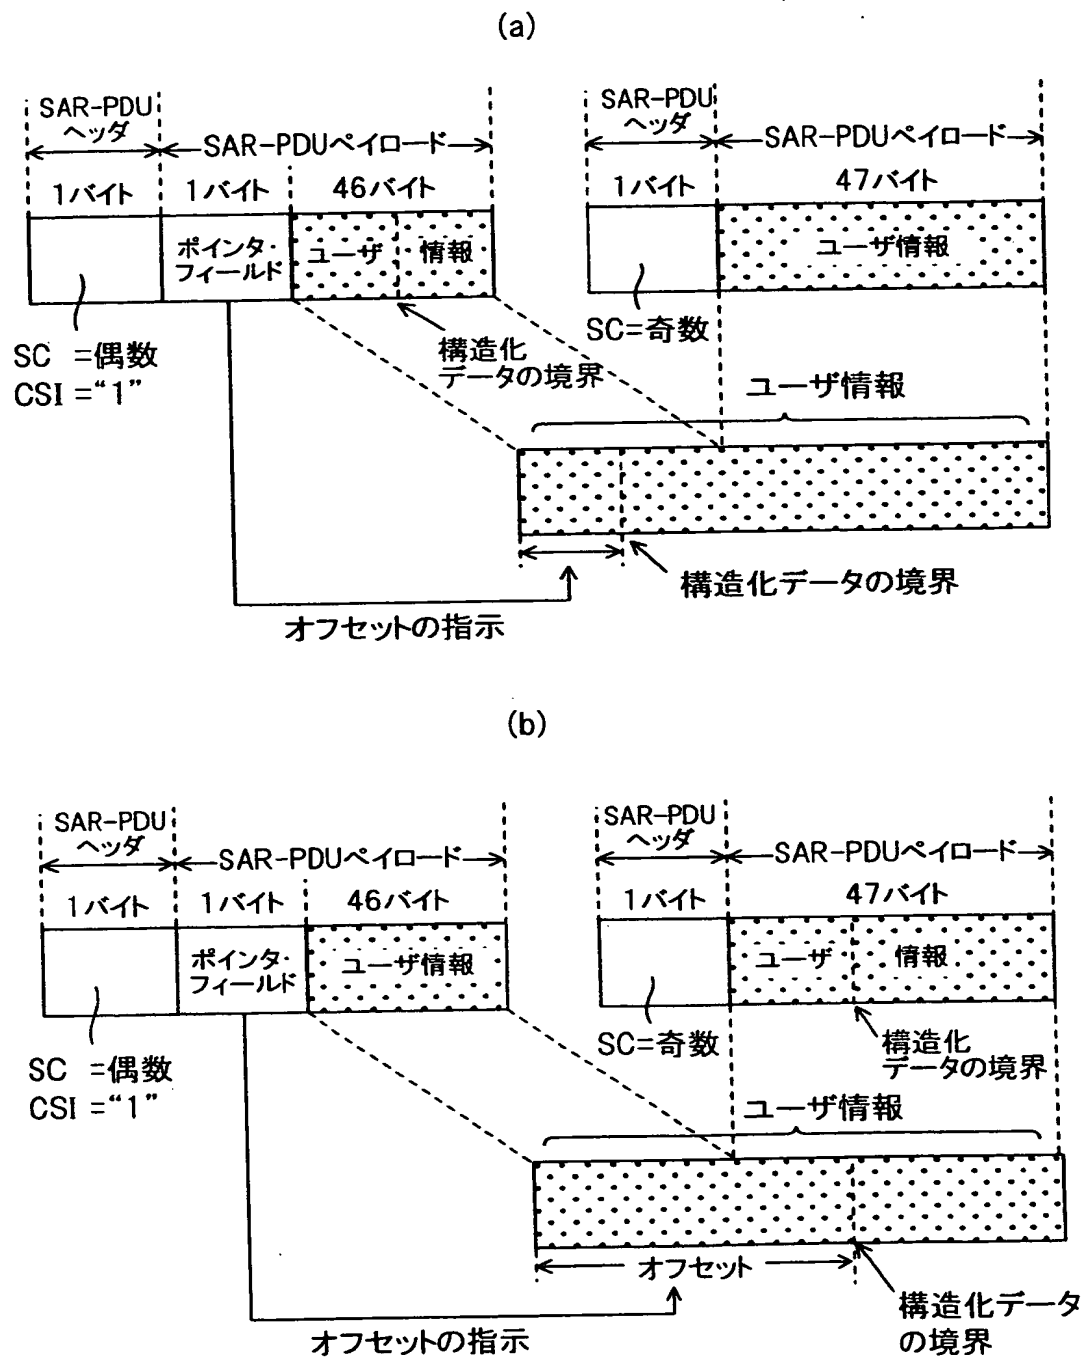 (a)
SAR-PDU
ヘッダ
SAR-PDUペイロード
SAR-PDU
ヘッダ
SAR-PDUペイロード
1バイト
1バイト
46バイト
1バイト
47バイト
ポインタ・
フィールド
ユーザ
情報
ユーザ情報
SC =偶数
CSI =“1”
構造化
データの境界
SC=奇数
ユーザ情報
構造化データの境界
オフセットの指示
(b)
SAR-PDU
ヘッダ
SAR-PDUペイロード
SAR-PDU
ヘッダ
SAR-PDUペイロード
1バイト
1バイト
46バイト
1バイト
47バイト
ポインタ・
フィールド
ユーザ情報
ユーザ
情報
SC =偶数
CSI =“1”
SC=奇数
構造化
データの境界
ユーザ情報
オフセット
構造化データ
の境界
オフセットの指示